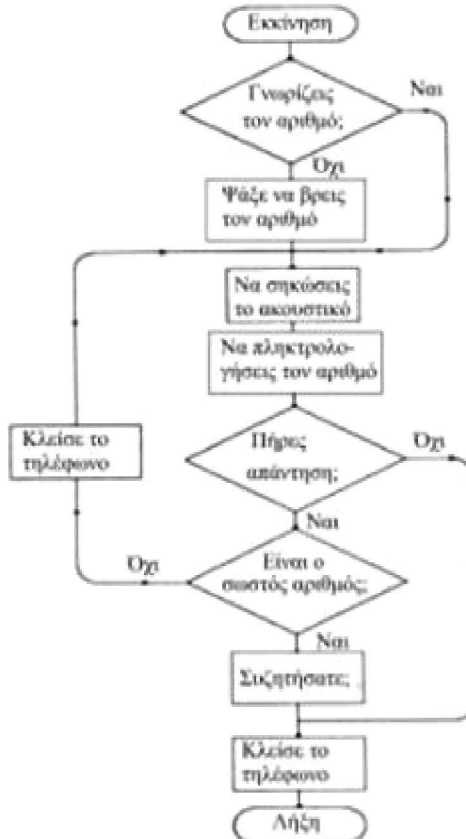 Εκκίνηση
Γνωρίζεις
τον αριθμό;
Ναι
Όχι
Ψάξε να βρεις
τον αριθμό
Να σηκώσεις
το ακουστικό
Να πληκτρολο-
γήσεις τον αριθμό
Πήρες
απάντηση;
Όχι
Κλείσε το
τηλέφωνο
Ναι
Είναι ο
σωστός αριθμός;
Όχι
Ναι
Συζητήσατε;
Κλείσε το
τηλέφωνο
Λήξη